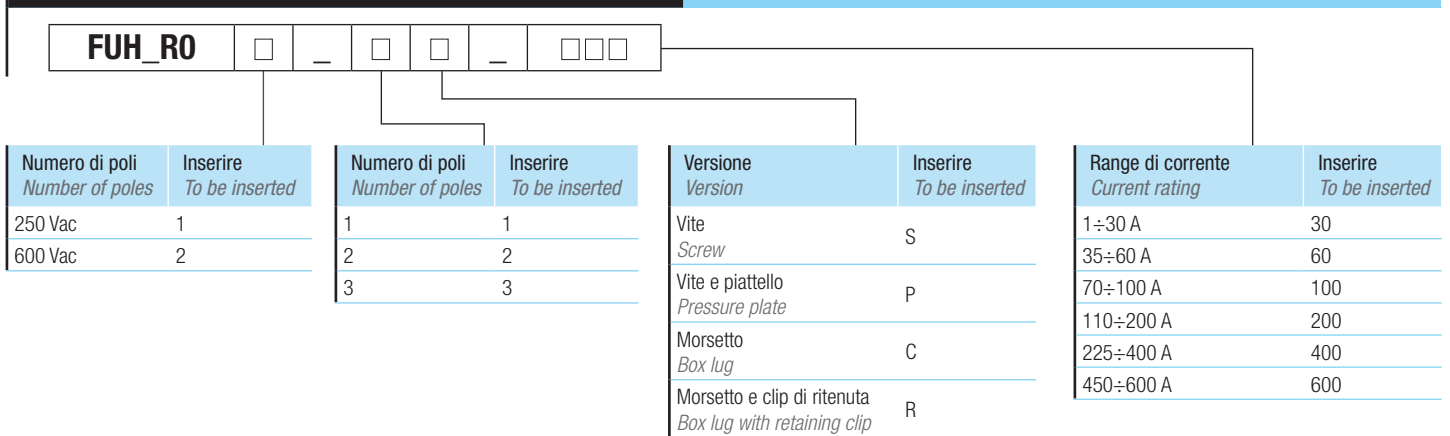 FUH_R0 □ _ □ □ _ □□□
Numero di poli Inserire
Number of poles To be inserted
250 Vac 1
600 Vac 2
Numero di poli Inserire
Number of poles To be inserted
1 1
2 2
3 3
Versione Inserire
Version To be inserted
Vite
Screw
S
Vite e piattello
Pressure plate
P
Morsetto
Box lug
C
Morsetto e clip di ritenuta
Box lug with retaining clip
R
Range di corrente Inserire
Current rating To be inserted
1÷30 A 30
35÷60 A 60
70÷100 A 100
110÷200 A 200
225÷400 A 400
450÷600 A 600